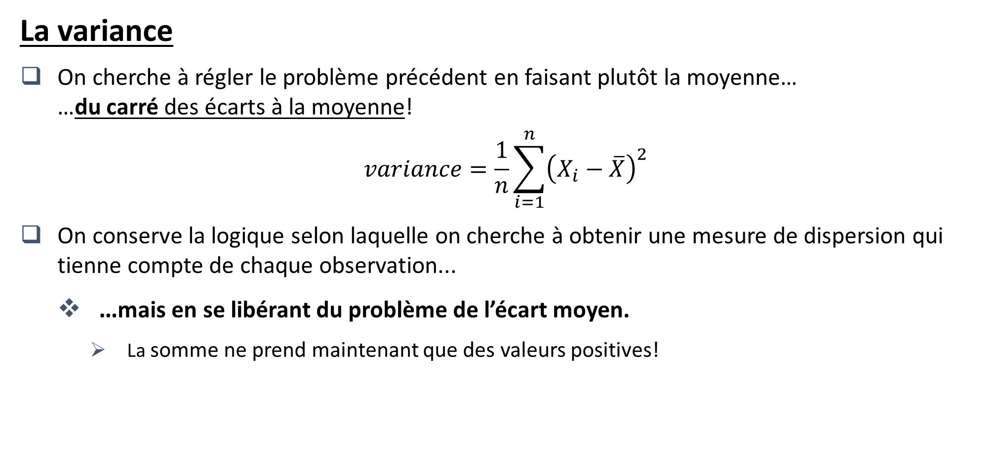 La variance
On cherche à régler le problème précédent en faisant plutôt la moyenne…
…du carré des écarts à la moyenne!
variance = \frac{1}{n} \sum_{i=1}^{n} (X_i − \bar{X})^2
On conserve la logique selon laquelle on cherche à obtenir une mesure de dispersion qui
tienne compte de chaque observation...
…mais en se libérant du problème de l’écart moyen.
La somme ne prend maintenant que des valeurs positives!